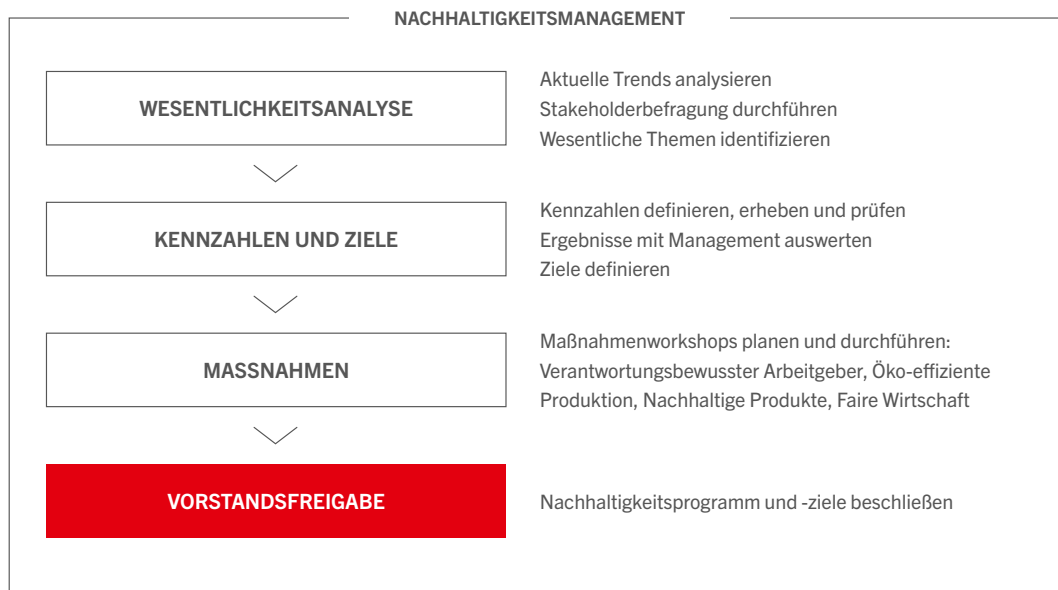 NACHHALTIGKEITSMANAGEMENT
WESENTLICHKEITSANALYSE
Aktuelle Trends analysieren
Stakeholderbefragung durchführen
Wesentliche Themen identifizieren
KENNZAHLEN UND ZIELE
Kennzahlen definieren, erheben und prüfen
Ergebnisse mit Management auswerten
Ziele definieren
MASSNAHMEN
Maßnahmenworkshops planen und durchführen:
Verantwortungsbewusster Arbeitgeber, Öko-effiziente
Produktion, Nachhaltige Produkte, Faire Wirtschaft
VORSTANDSFREIGABE
Nachhaltigkeitsprogramm und -ziele beschließen